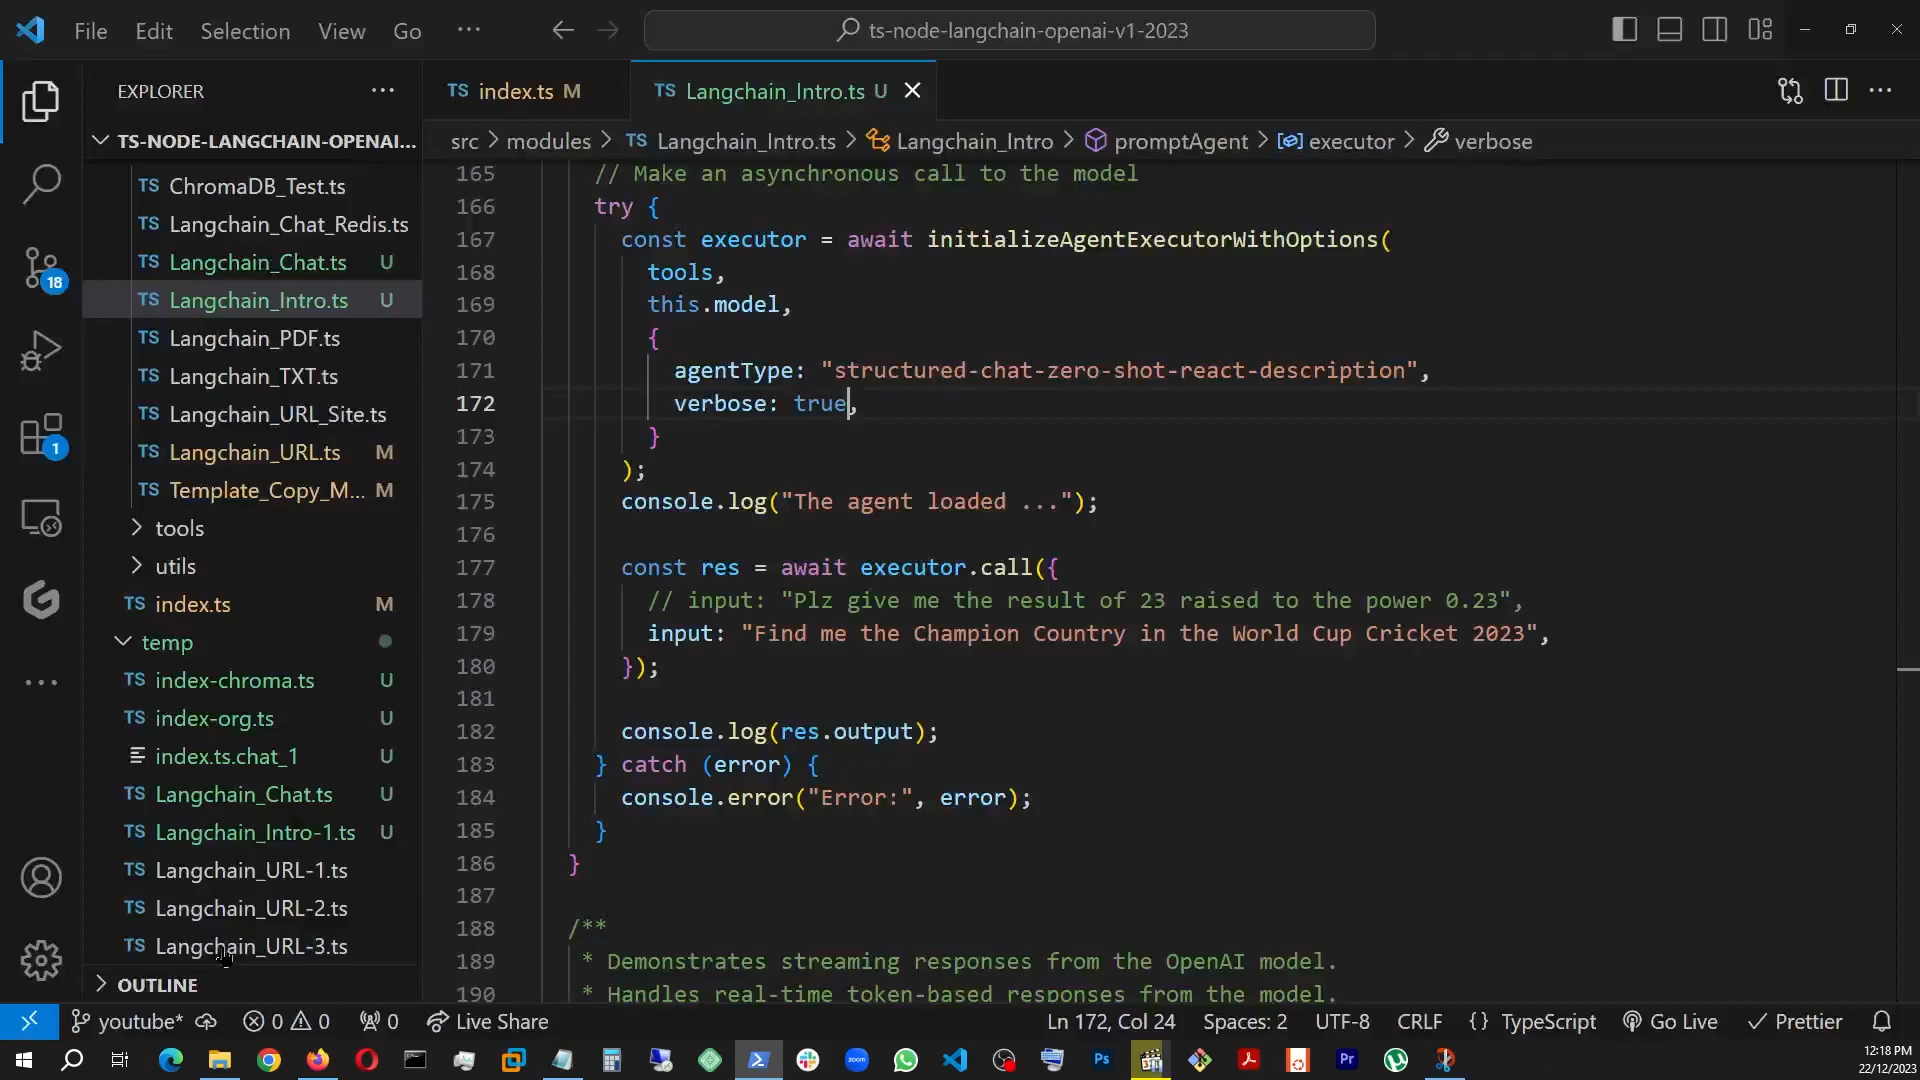 File Edit Selection View Go ··· ts-node-langchain-openai-v1-2023
EXPLORER ···
TS index.ts M
TS Langchain_Intro.ts U
TS-NODE-LANGCHAIN-OPENAI...
src > modules > TS Langchain_Intro.ts > Langchain_Intro > promptAgent > executor > verbose
TS ChromaDB_Test.ts
TS Langchain_Chat_Redis.ts
TS Langchain_Chat.ts U
TS Langchain_Intro.ts U
TS Langchain_PDF.ts
TS Langchain_TXT.ts
TS Langchain_URL_Site.ts
TS Langchain_URL.ts M
TS Template_Copy_M... M
> tools
> utils
TS index.ts M
temp
TS index-chroma.ts U
TS index-org.ts U
index.ts.chat_1 U
TS Langchain_Chat.ts U
TS Langchain_Intro-1.ts U
TS Langchain_URL-1.ts
TS Langchain_URL-2.ts
TS Langchain_URL-3.ts
> OUTLINE
18
1
165 // Make an asynchronous call to the model
166 try {
167 const executor = await initializeAgentExecutorWithOptions(
168 tools,
169 this.model,
170 {
171 agentType: "structured-chat-zero-shot-react-description",
172 verbose: true,
173 }
174 );
175 console.log("The agent loaded ...");
176
177 const res = await executor.call({
178 // input: "Plz give me the result of 23 raised to the power 0.23",
179 input: "Find me the Champion Country in the World Cup Cricket 2023",
180 });
181
182 console.log(res.output);
183 } catch (error) {
184 console.error("Error:", error);
185 }
186 }
187
188 /**
189 * Demonstrates streaming responses from the OpenAI model.
190 * Handles real-time token-based responses from the model.
youtube* 0 0 0 Live Share Ln 172, Col 24 Spaces: 2 UTF-8 CRLF {} TypeScript Go Live Prettier
zoom Ps Pr
12:18 PM
22/12/2023